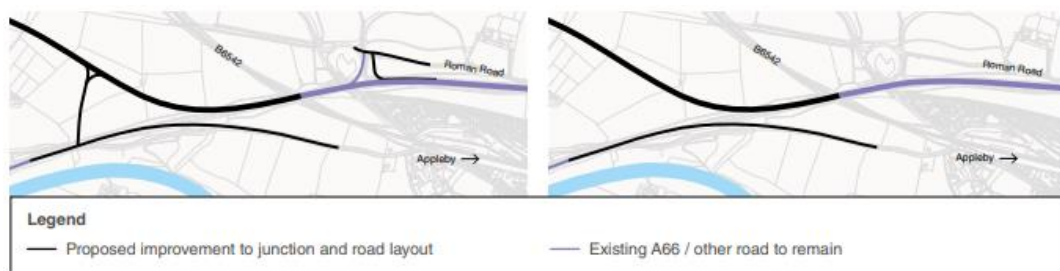 B6542
Roman Road
Appleby →
B6542
Roman Road
Appleby →
Legend
Proposed improvement to junction and road layout
Existing A66 / other road to remain